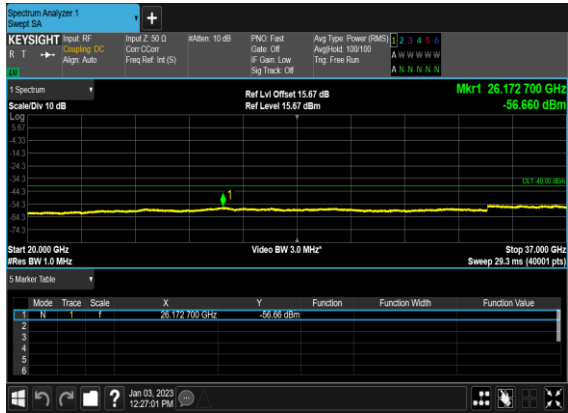 Spectrum Analyzer 1
Swept SA
+
KEYSIGHT Input: RF Input Z: 50 Ω #Atten: 10 dB PNO: Fast Avg Type: Power (RMS) 1 2 3 4 5 6
R T Coupling: DC Corr CCorr Gate: Off Avg|Hold: 100/100 A W W W W W
Align: Auto Freq Ref: Int (S) IF Gain: Low Trig: Free Run
Sig Track: Off A N N N N N
1 Spectrum
Ref Lvl Offset 15.67 dB Mkr1 26.172 700 GHz
Scale/Div 10 dB Ref Level 15.67 dBm -56.660 dBm
Log
5.67
-4.33
-14.3
-24.3
-34.3
-44.3
-54.3
-64.3
-74.3
1
Start 20.000 GHz Video BW 3.0 MHz* Stop 37.000 GHz
#Res BW 1.0 MHz Sweep 29.3 ms (40001 pts)
5 Marker Table
Mode Trace Scale X Y Function Function Width Function Value
1 N 1 f 26.172 700 GHz -56.66 dBm
2
3
4
5
6
? Jan 03, 2023
12:27:01 PM